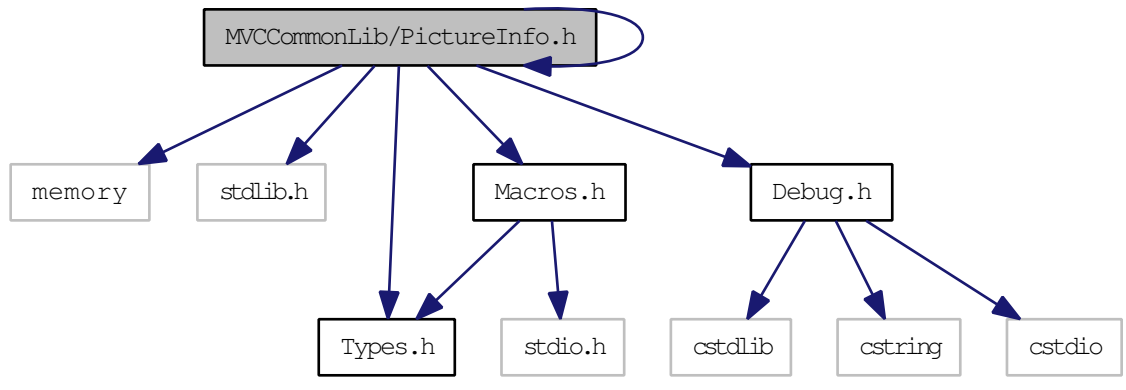 MVCCommonLib/PictureInfo.h
memory
stdlib.h
Macros.h
Debug.h
Types.h
stdio.h
cstdlib
cstring
cstdio